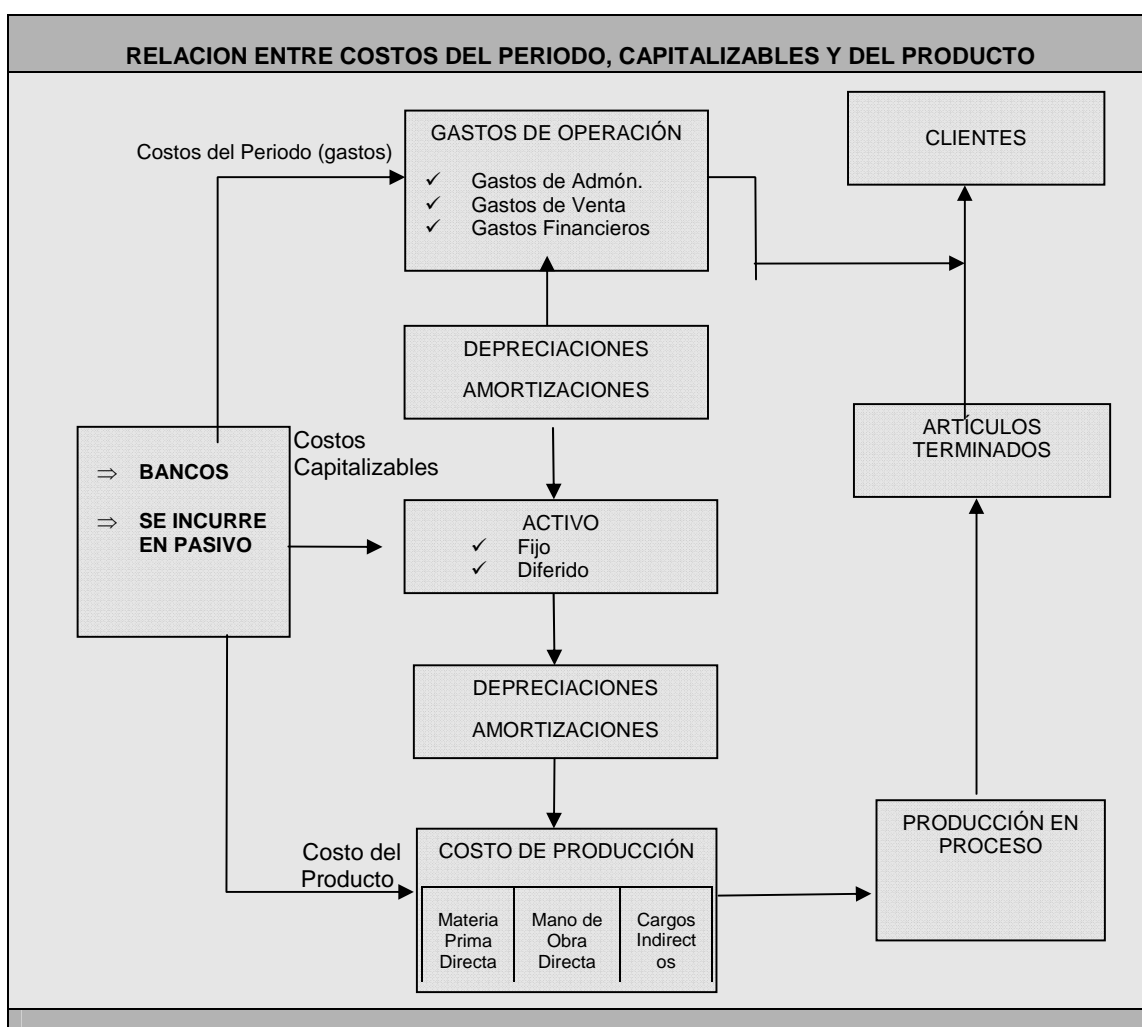 RELACION ENTRE COSTOS DEL PERIODO, CAPITALIZABLES Y DEL PRODUCTO
Costos del Periodo (gastos)
GASTOS DE OPERACIÓN
✓ Gastos de Admón.
✓ Gastos de Venta
✓ Gastos Financieros
CLIENTES
DEPRECIACIONES
AMORTIZACIONES
ARTÍCULOS
TERMINADOS
Costos
Capitalizables
⇒ BANCOS
⇒ SE INCURRE
EN PASIVO
ACTIVO
✓ Fijo
✓ Diferido
DEPRECIACIONES
AMORTIZACIONES
PRODUCCIÓN EN
PROCESO
Costo del
Producto
COSTO DE PRODUCCIÓN
Materia
Prima
Directa
Mano de
Obra
Directa
Cargos
Indirect
os